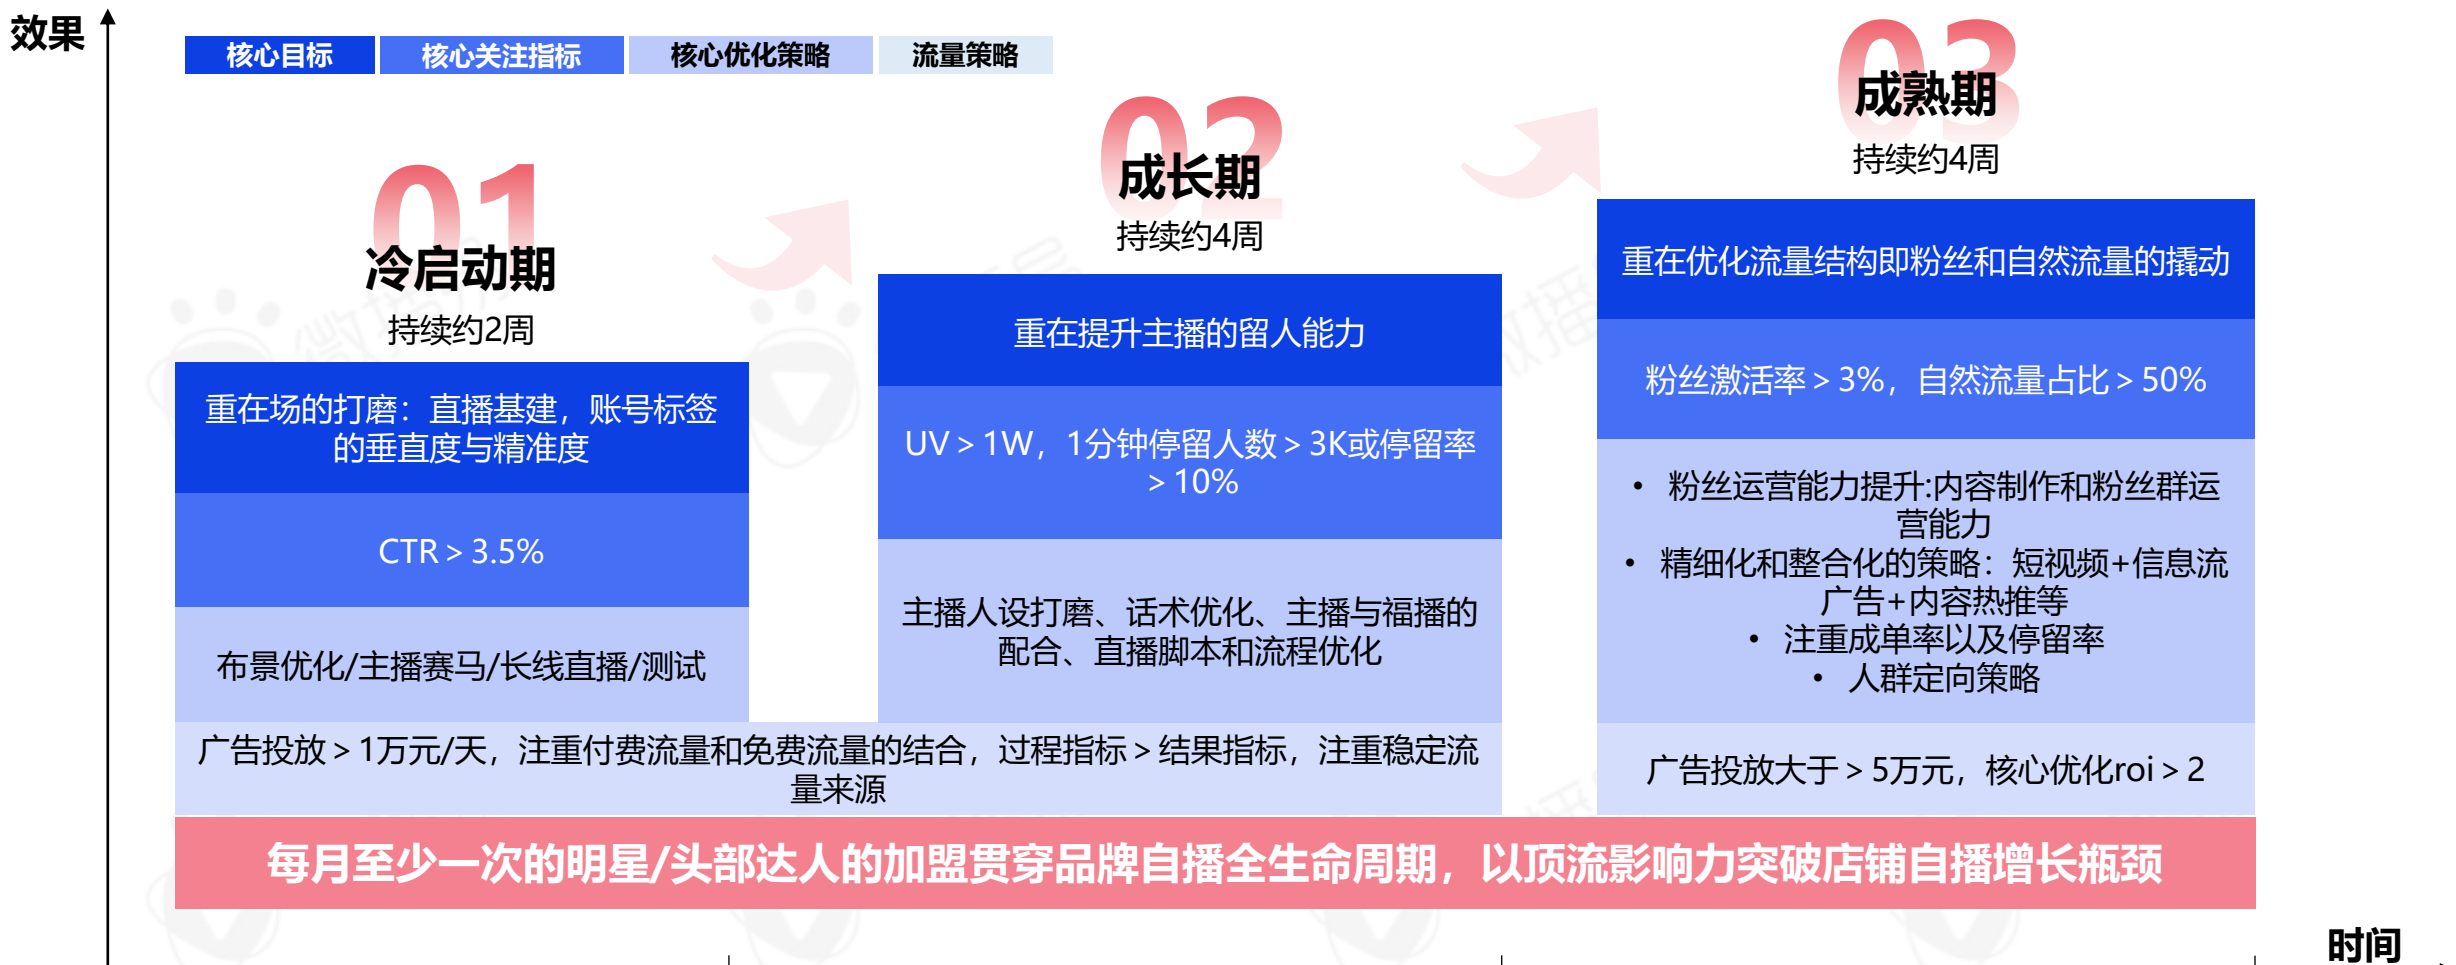 效果
核心目标
核心关注指标
核心优化策略
流量策略
01
冷启动期
持续约2周
重在场的打磨：直播基建，账号标签
的垂直度与精准度
CTR＞3.5%
布景优化/主播赛马/长线直播/测试
02
成长期
持续约4周
重在提升主播的留人能力
UV＞1W，1分钟停留人数＞3K或停留率
＞10%
主播人设打磨、话术优化、主播与福播的
配合、直播脚本和流程优化
广告投放＞1万元/天，注重付费流量和免费流量的结合，过程指标＞结果指标，注重稳定流
量来源
03
成熟期
持续约4周
重在优化流量结构即粉丝和自然流量的撬动
粉丝激活率＞3%，自然流量占比＞50%
• 粉丝运营能力提升:内容制作和粉丝群运
营能力
• 精细化和整合化的策略：短视频+信息流
广告+内容热推等
• 注重成单率以及停留率
• 人群定向策略
广告投放大于＞5万元，核心优化roi＞2
每月至少一次的明星/头部达人的加盟贯穿品牌自播全生命周期，以顶流影响力突破店铺自播增长瓶颈
时间